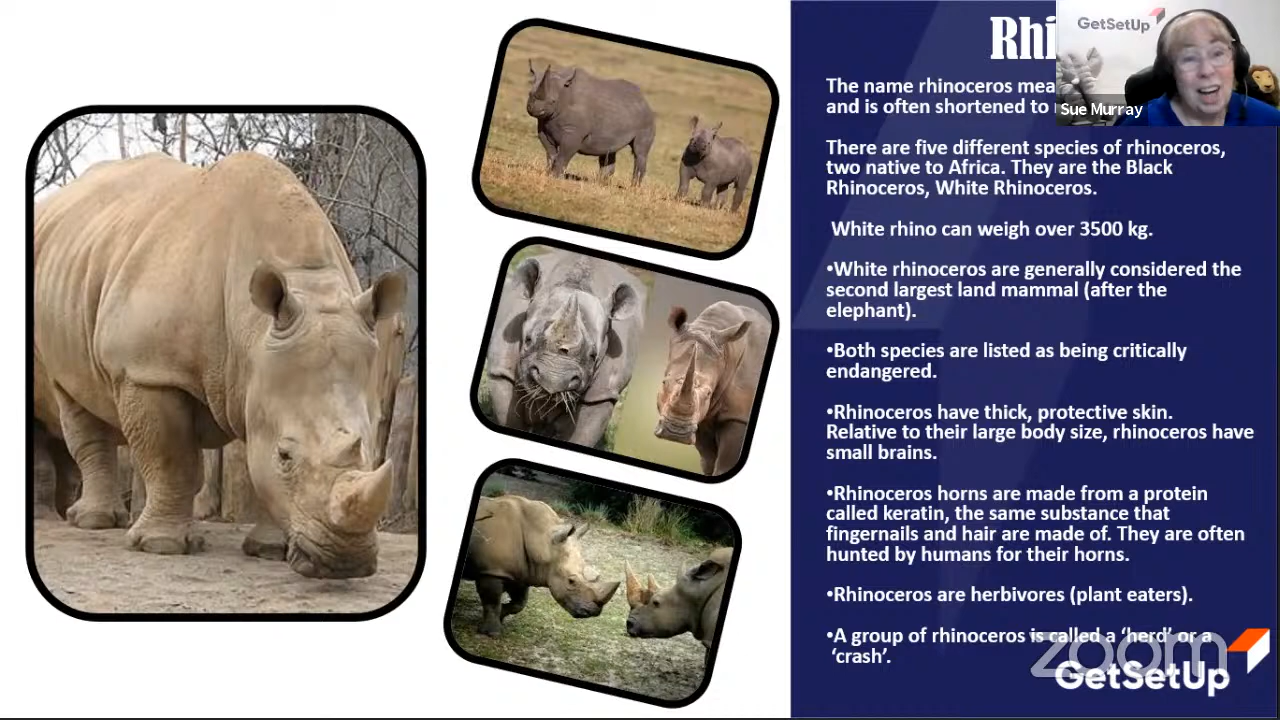 GetSetUp
Sue Murray
The name rhinoceros
and is often shortened to
There are five different species of rhinoceros,
two native to Africa. They are the Black
Rhinoceros, White Rhinoceros.
White rhino can weigh over 3500 kg.
•White rhinoceros are generally considered the
second largest land mammal (after the
elephant).
•Both species are listed as being critically
endangered.
•Rhinoceros have thick, protective skin.
Relative to their large body size, rhinoceros have
small brains.
•Rhinoceros horns are made from a protein
called keratin, the same substance that
fingernails and hair are made of. They are often
hunted by humans for their horns.
•Rhinoceros are herbivores (plant eaters).
•A group of rhinoceros is called a ‘herd’ or a
‘crash’.
zoom
GetSetUp